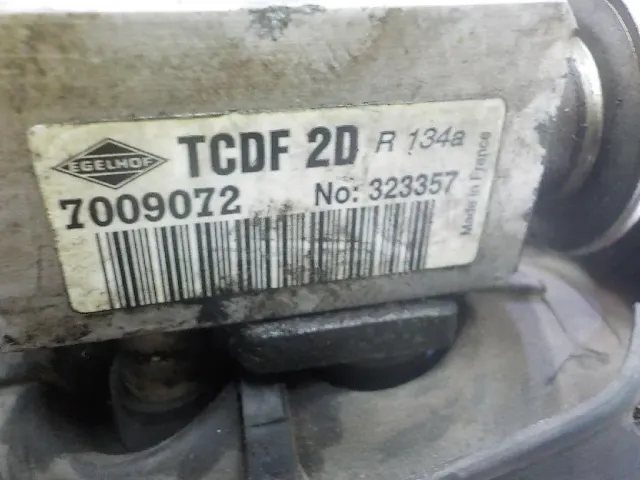 EGELHOF
TCDF 2D R 134a
7009072 No: 323357
Made in France